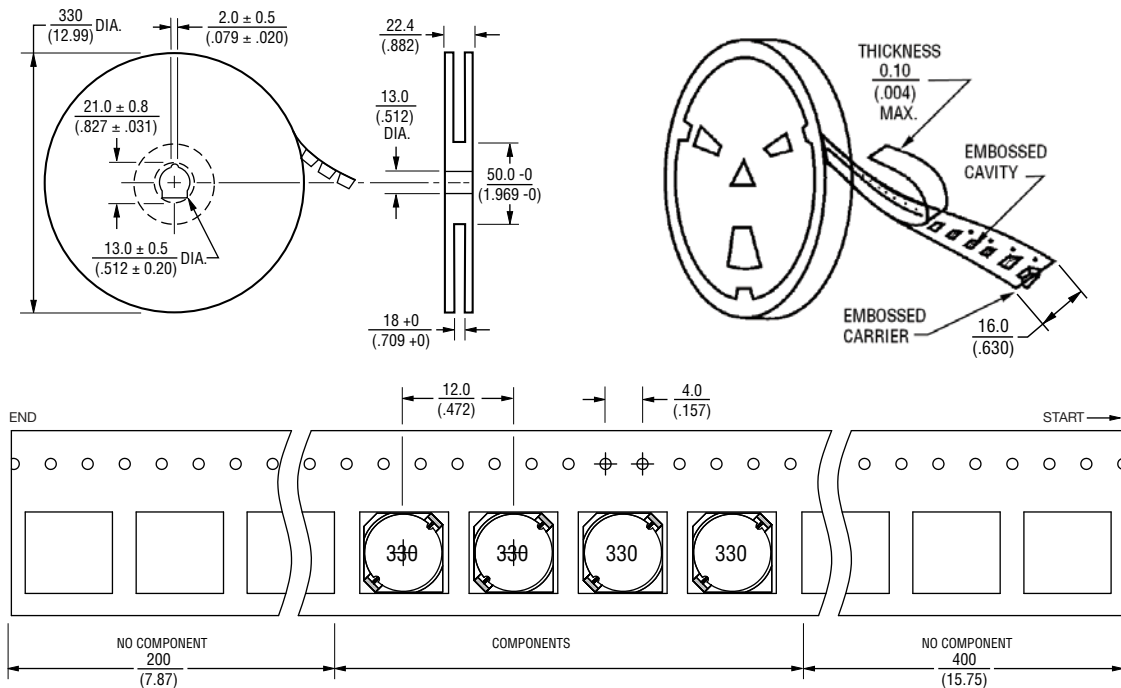 330
(12.99) DIA.
2.0 ± 0.5
(.079 ± .020)
21.0 ± 0.8
(.827 ± .031)
13.0 ± 0.5
(.512 ± 0.20) DIA.
22.4
(.882)
13.0
(.512)
DIA.
50.0 -0
(1.969 -0)
18 +0
(.709 +0)
THICKNESS
0.10
(.004)
MAX.
EMBOSSED
CAVITY
EMBOSSED
CARRIER
16.0
(.630)
12.0
(.472)
4.0
(.157)
END
START
330
330
330
330
NO COMPONENT
200
(7.87)
COMPONENTS
NO COMPONENT
400
(15.75)